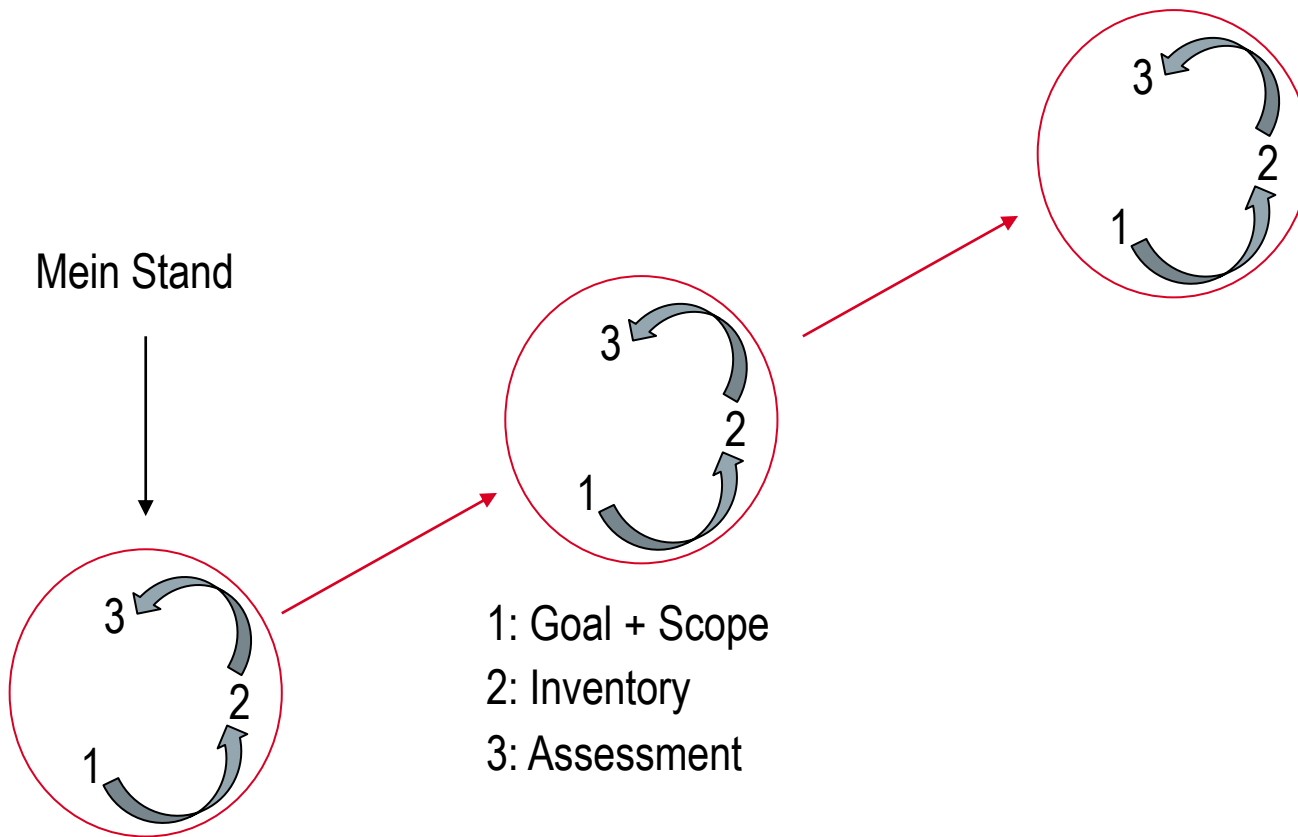 3
2
1
Mein Stand
3
2
1
3
2
1
1: Goal + Scope
2: Inventory
3: Assessment